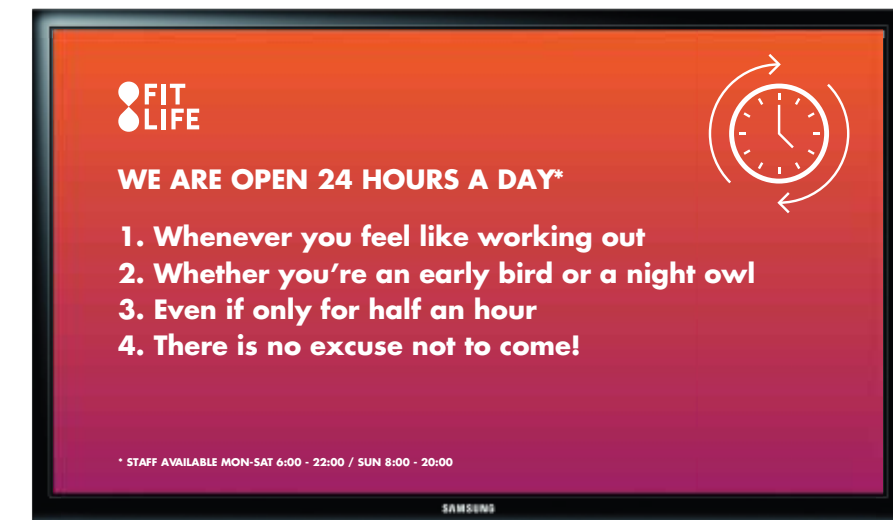 FIT
LIFE
WE ARE OPEN 24 HOURS A DAY*
1. Whenever you feel like working out
2. Whether you’re an early bird or a night owl
3. Even if only for half an hour
4. There is no excuse not to come!
* STAFF AVAILABLE MON-SAT 6:00 - 22:00 / SUN 8:00 - 20:00
SAMSUNG